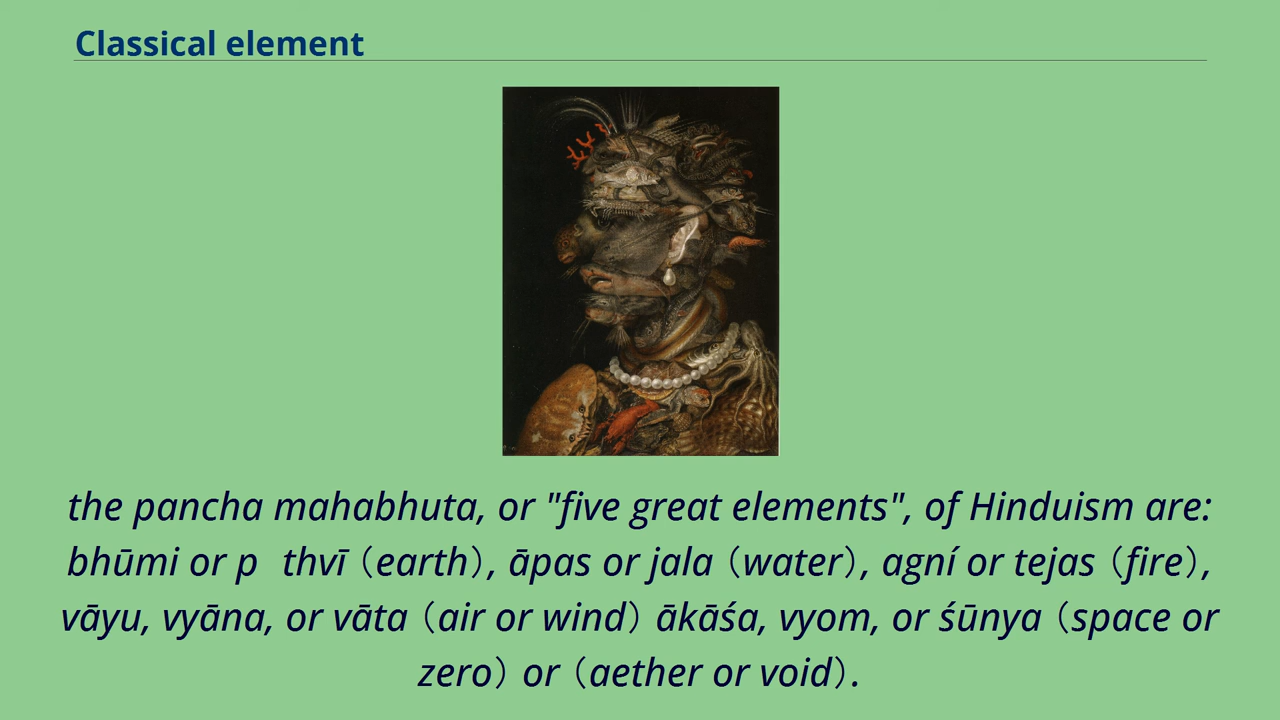 Classical element
the pancha mahabhuta, or "five great elements", of Hinduism are:
bhūmi or p thvī (earth), āpas or jala (water), agní or tejas (fire),
vāyu, vyāna, or vāta (air or wind) ākāśa, vyom, or śūnya (space or
zero) or (aether or void).